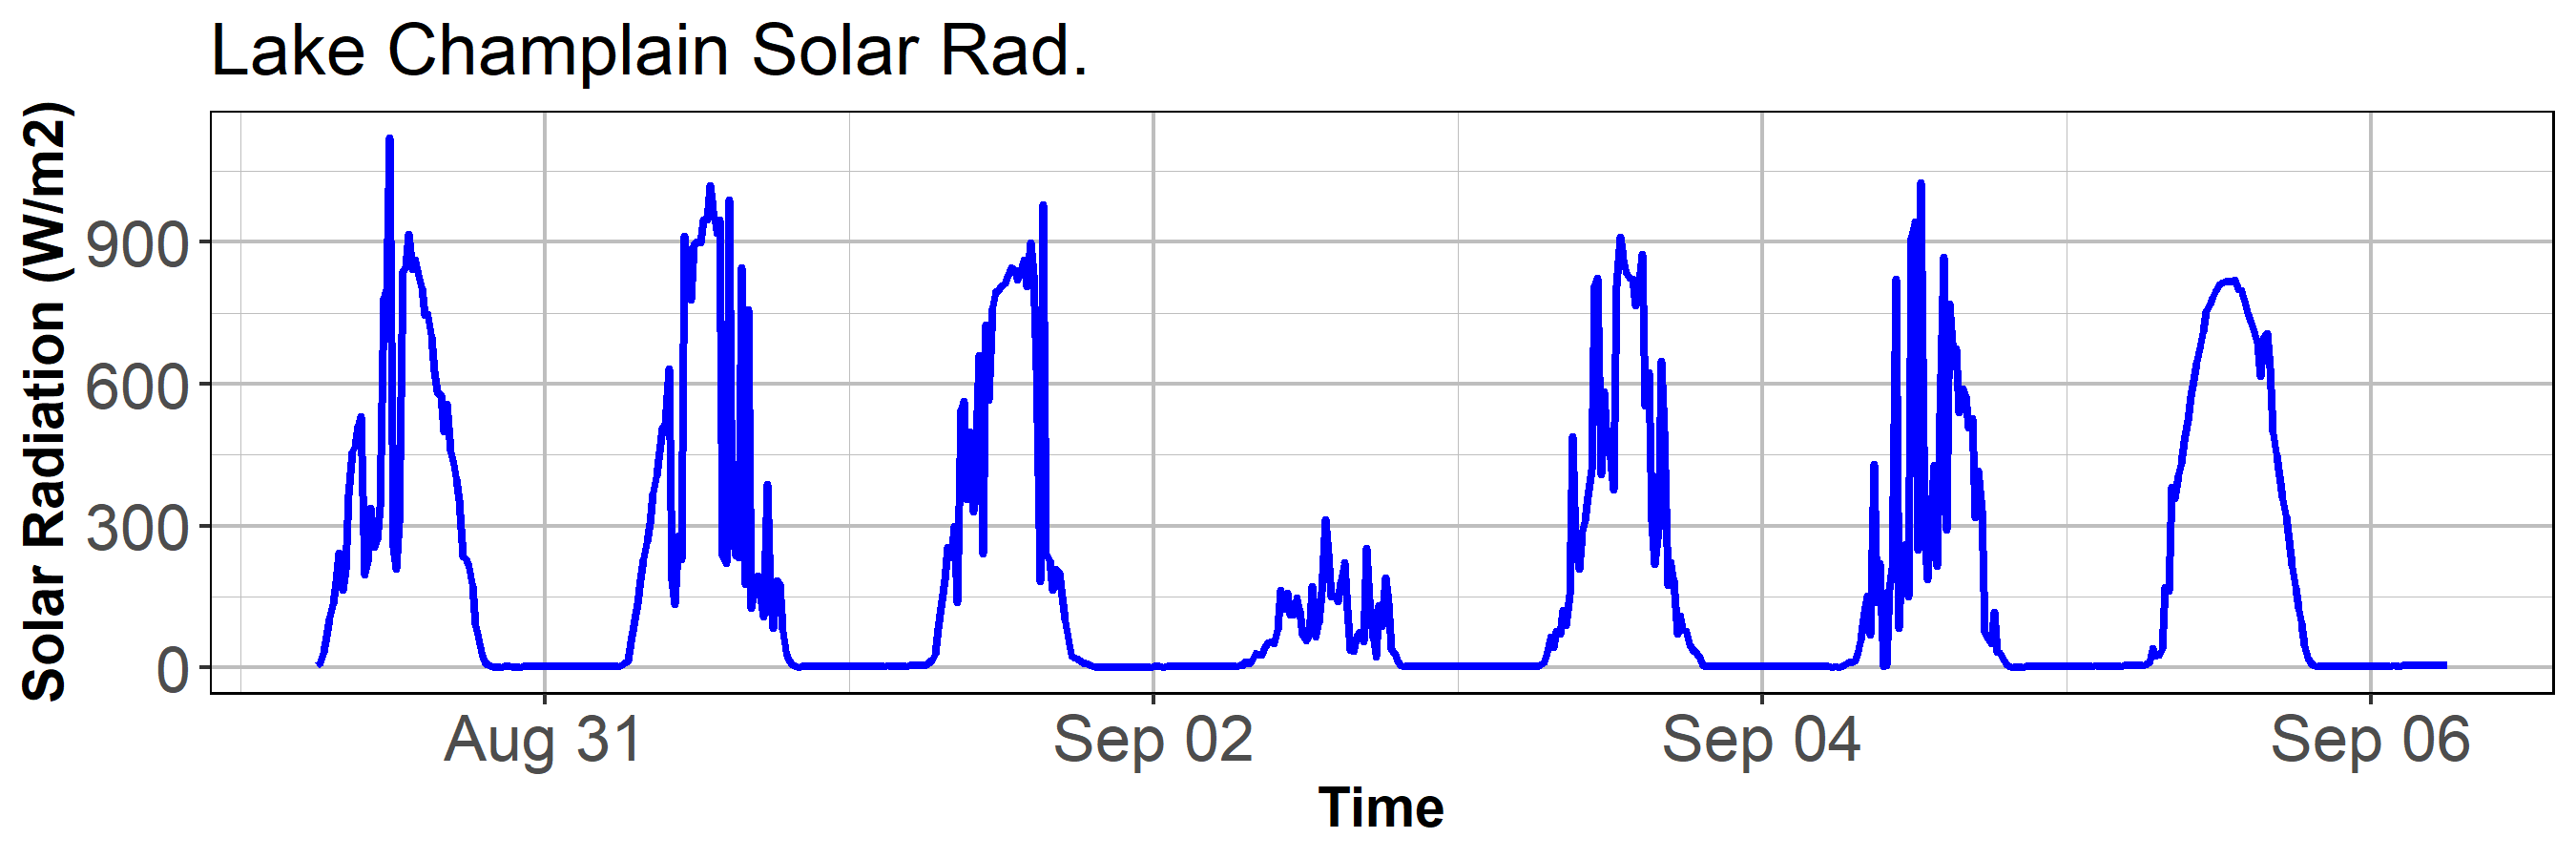 Lake Champlain Solar Rad.
Solar Radiation (W/m2)
900
600
300
0
Aug 31
Sep 02
Sep 04
Sep 06
Time